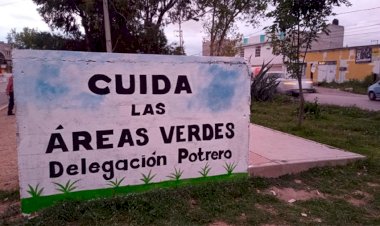 CUIDA
LAS
ÁREAS VERDES
Delegación Potrero